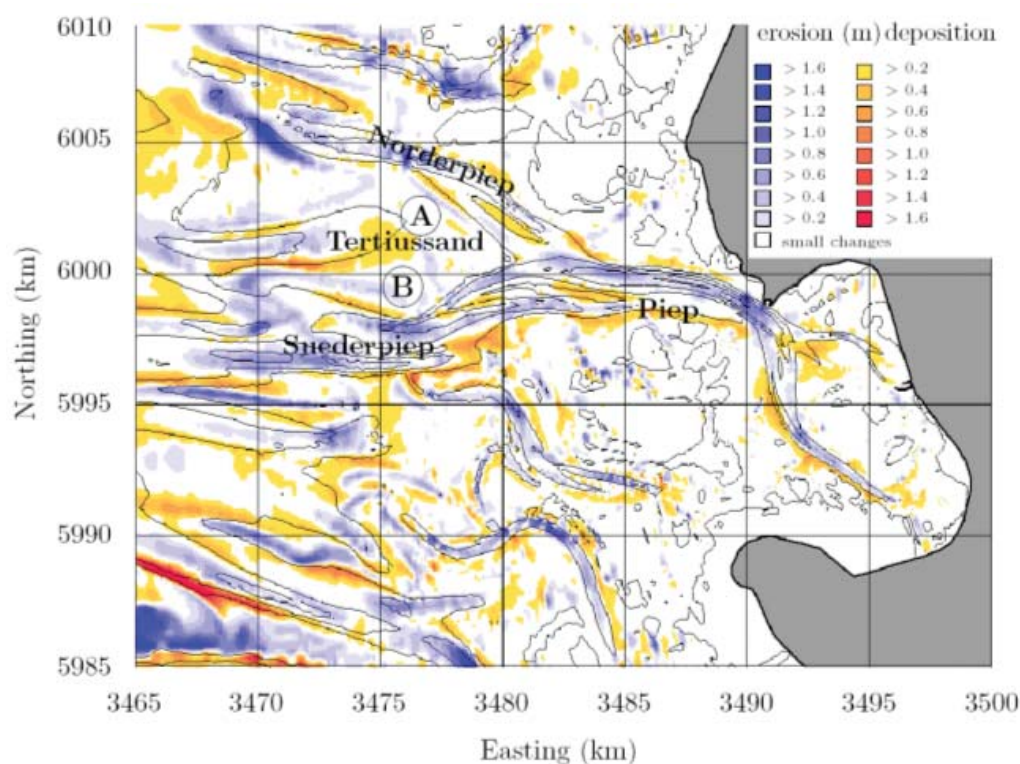 6010
6005
6000
5995
5990
5985
Northing (km)
3465 3470 3475 3480 3485 3490 3495 3500
Easting (km)
erosion (m) deposition
> 1.6 > 0.2
> 1.4 > 0.4
> 1.2 > 0.6
> 1.0 > 0.8
> 0.8 > 1.0
> 0.6 > 1.2
> 0.4 > 1.4
> 0.2 > 1.6
small changes
Norderpiep
A
Tertiussand
B
Piep
Suederpiep